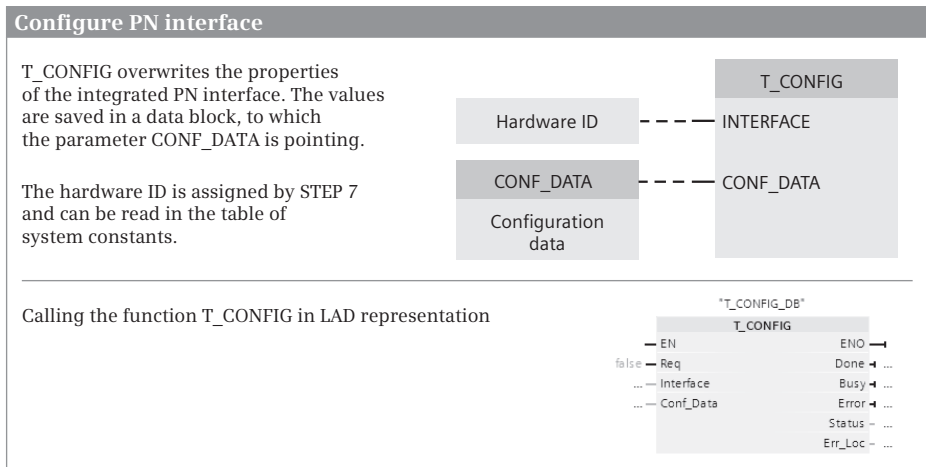 Configure PN interface
T_CONFIG overwrites the properties
of the integrated PN interface. The values
are saved in a data block, to which
the parameter CONF_DATA is pointing.
The hardware ID is assigned by STEP 7
and can be read in the table of
system constants.
T_CONFIG
Hardware ID
INTERFACE
CONF_DATA
CONF_DATA
Configuration
data
Calling the function T_CONFIG in LAD representation
"T_CONFIG_DB"
T_CONFIG
EN ENO
false Req Done ...
... Interface Busy ...
... Conf_Data Error ...
Status ...
Err_Loc ...